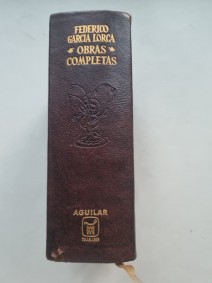 FEDERICO
GARCIA LORCA
OBRAS
COMPLETAS
AGUILAR